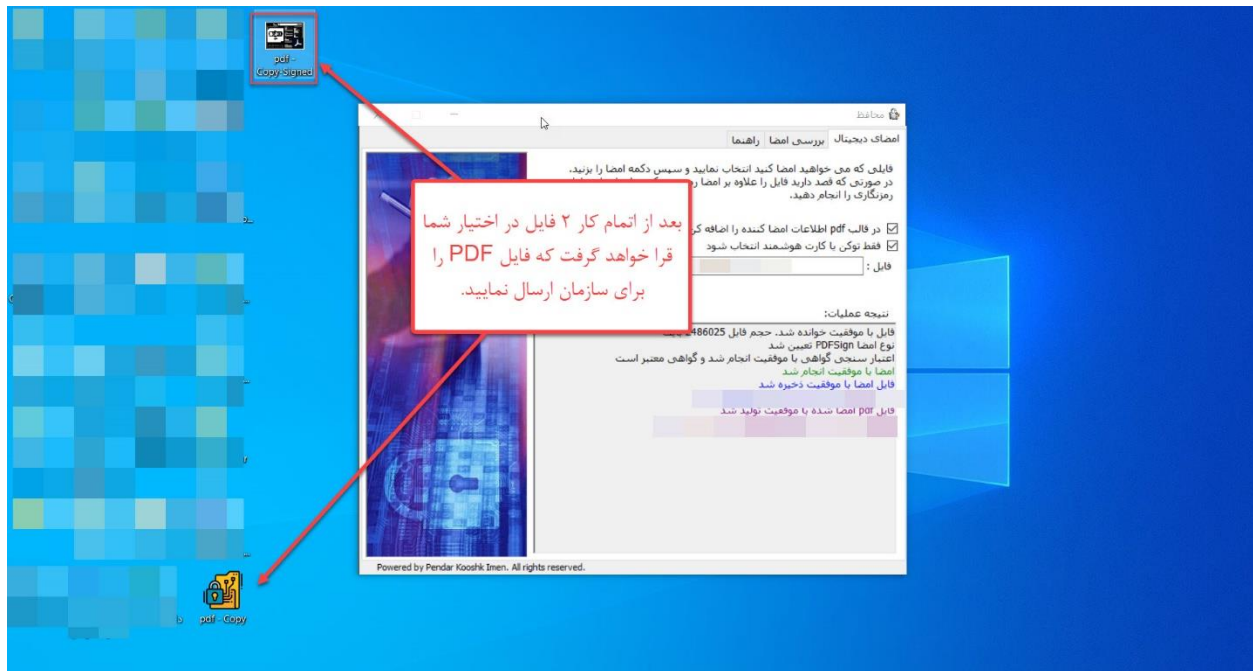 pdf -
Copy-Signed
محافظ
امضای دیجیتال
بررسی امضا
راهنما
فایلی که می خواهید امضا کنید انتخاب نمایید و سپس دکمه امضا را بزنید.
در صورتی که قصد دارید فایل را علاوه بر امضا
رمزنگاری را انجام دهید.
در قالب pdf اطلاعات امضا کننده را اضافه
فقط توکن یا کارت هوشمند انتخاب شود
فایل :
بعد از اتمام کار ۲ فایل در اختیار شما
قرا خواهد گرفت که فایل PDF را
برای سازمان ارسال نمایید.
نتیجه عملیات:
فایل با موفقیت خوانده شد. حجم فایل 2486025
نوع امضا PDFSign تعیین شد
اعتبار سنجی گواهی با موفقیت انجام شد و گواهی معتبر است
امضا با موفقیت انجام شد
فایل امضا با موفقیت ذخیره شد
فایل pdf امضا شده با موفقیت تولید شد
Powered by Pendar Kooshk Imen. All rights reserved.
pdf - Copy